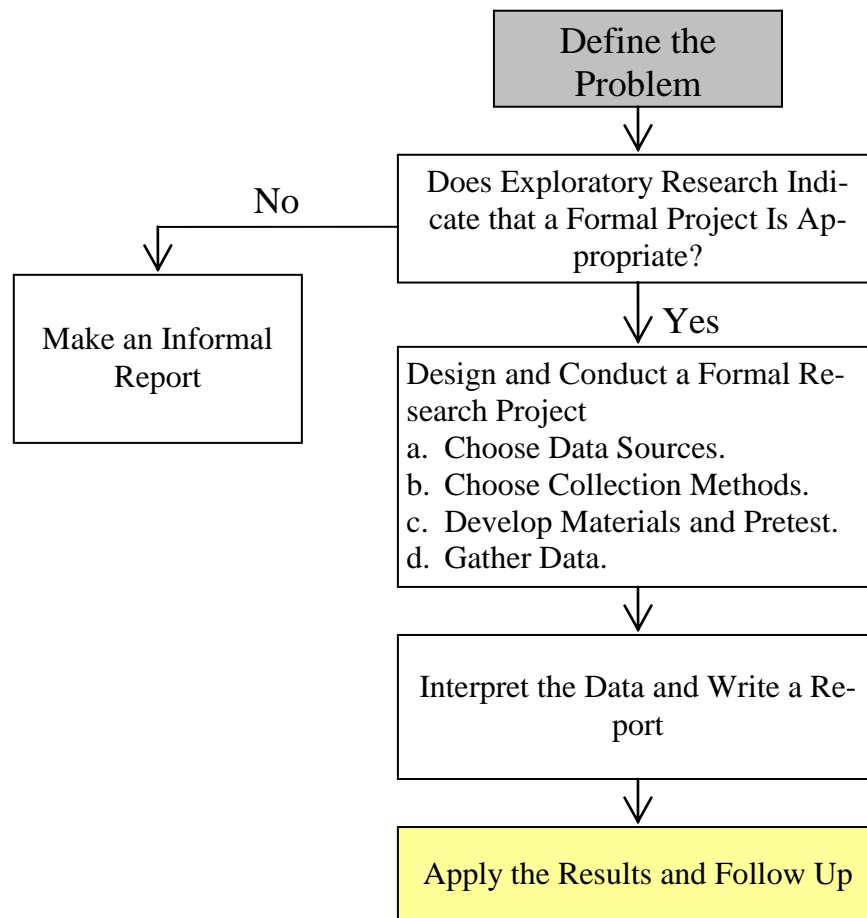 Define the
Problem
Does Exploratory Research Indi-
cate that a Formal Project Is Ap-
propriate?
No
Yes
Make an Informal
Report
Design and Conduct a Formal Re-
search Project
a. Choose Data Sources.
b. Choose Collection Methods.
c. Develop Materials and Pretest.
d. Gather Data.
Interpret the Data and Write a Re-
port
Apply the Results and Follow Up